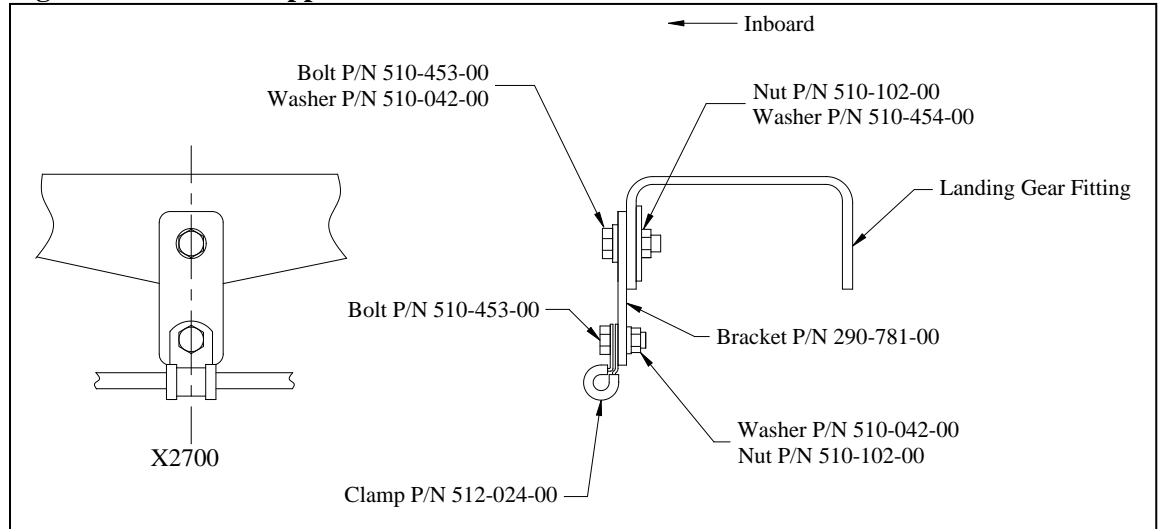 Inboard
Bolt P/N 510-453-00
Washer P/N 510-042-00
Nut P/N 510-102-00
Washer P/N 510-454-00
Landing Gear Fitting
Bolt P/N 510-453-00
Bracket P/N 290-781-00
Washer P/N 510-042-00
Nut P/N 510-102-00
X2700
Clamp P/N 512-024-00